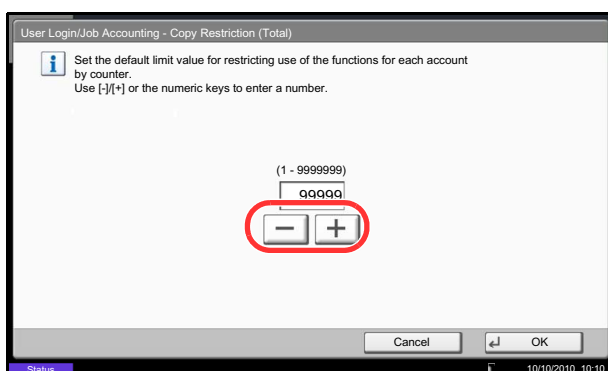 User Login/Job Accounting - Copy Restriction (Total)
Set the default limit value for restricting use of the functions for each account
by counter.
Use [-]/[+] or the numeric keys to enter a number.
(1 - 9999999)
99999
Cancel
OK
Status
10/10/2010 10:10